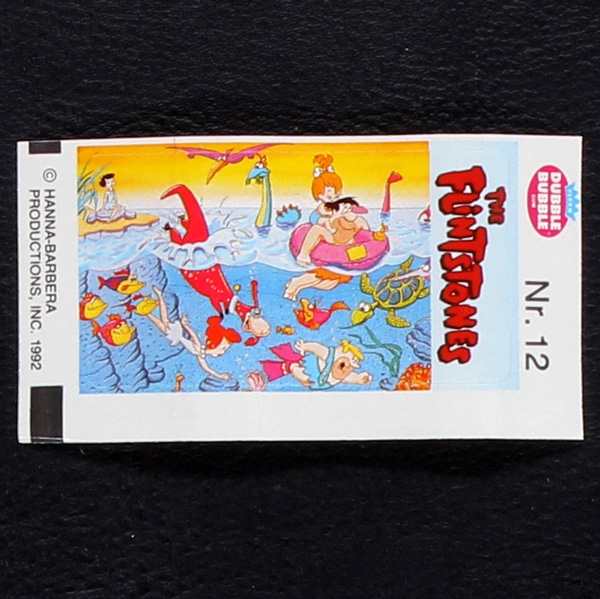 © HANNA-BARBERA
PRODUCTIONS, INC. 1992
THE
FLINTSTONES
DUBBLE
BUBBLE
Nr. 12